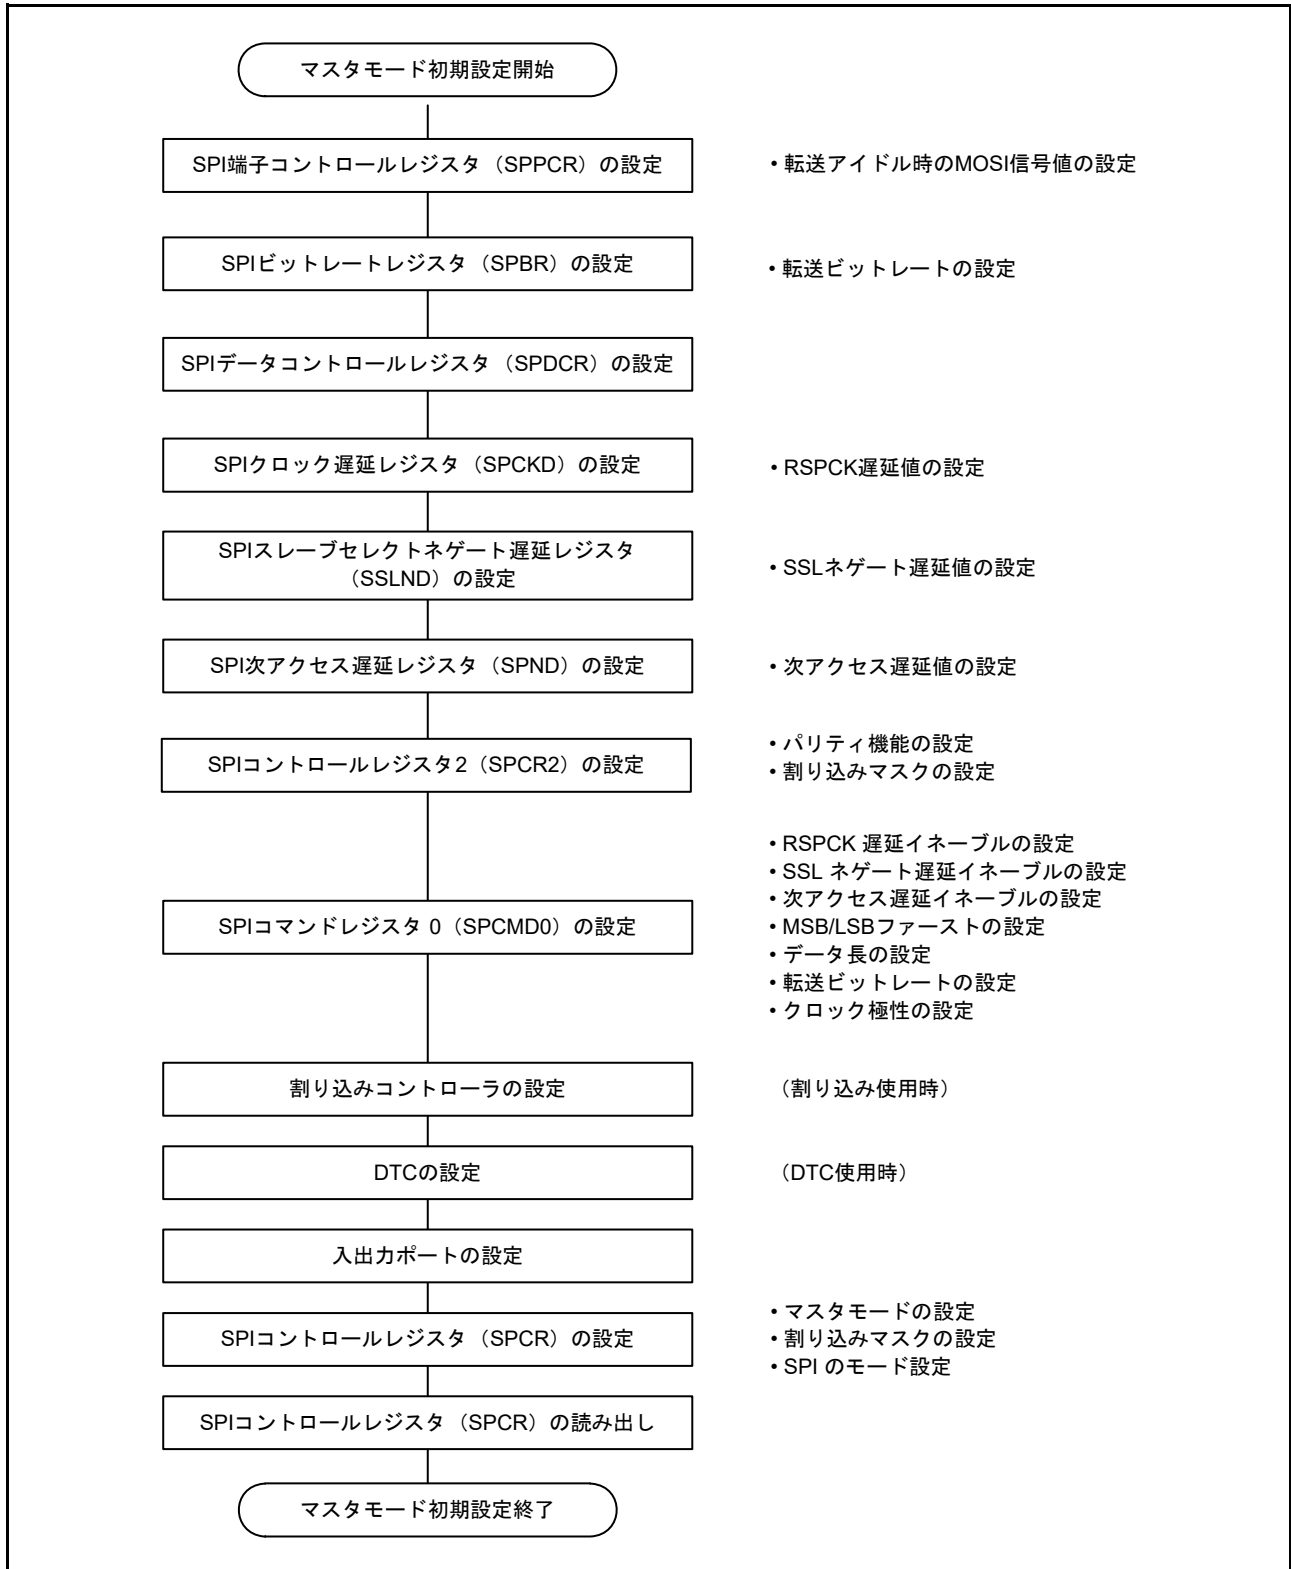 マスタモード初期設定開始
SPI端子コントロールレジスタ（SPPCR）の設定
• 転送アイドル時のMOSI信号値の設定
SPIビットレートレジスタ（SPBR）の設定
• 転送ビットレートの設定
SPIデータコントロールレジスタ（SPDCR）の設定
SPIクロック遅延レジスタ（SPCKD）の設定
• RSPCK遅延値の設定
SPIスレーブセレクトネゲート遅延レジスタ
（SSLND）の設定
• SSLネゲート遅延値の設定
SPI次アクセス遅延レジスタ（SPND）の設定
• 次アクセス遅延値の設定
SPIコントロールレジスタ2（SPCR2）の設定
• パリティ機能の設定
• 割り込みマスクの設定
SPIコマンドレジスタ 0（SPCMD0）の設定
• RSPCK 遅延イネーブルの設定
• SSL ネゲート遅延イネーブルの設定
• 次アクセス遅延イネーブルの設定
• MSB/LSBファーストの設定
• データ長の設定
• 転送ビットレートの設定
• クロック極性の設定
割り込みコントローラの設定
（割り込み使用時）
DTCの設定
（DTC使用時）
入出力ポートの設定
SPIコントロールレジスタ（SPCR）の設定
• マスタモードの設定
• 割り込みマスクの設定
• SPI のモード設定
SPIコントロールレジスタ（SPCR）の読み出し
マスタモード初期設定終了